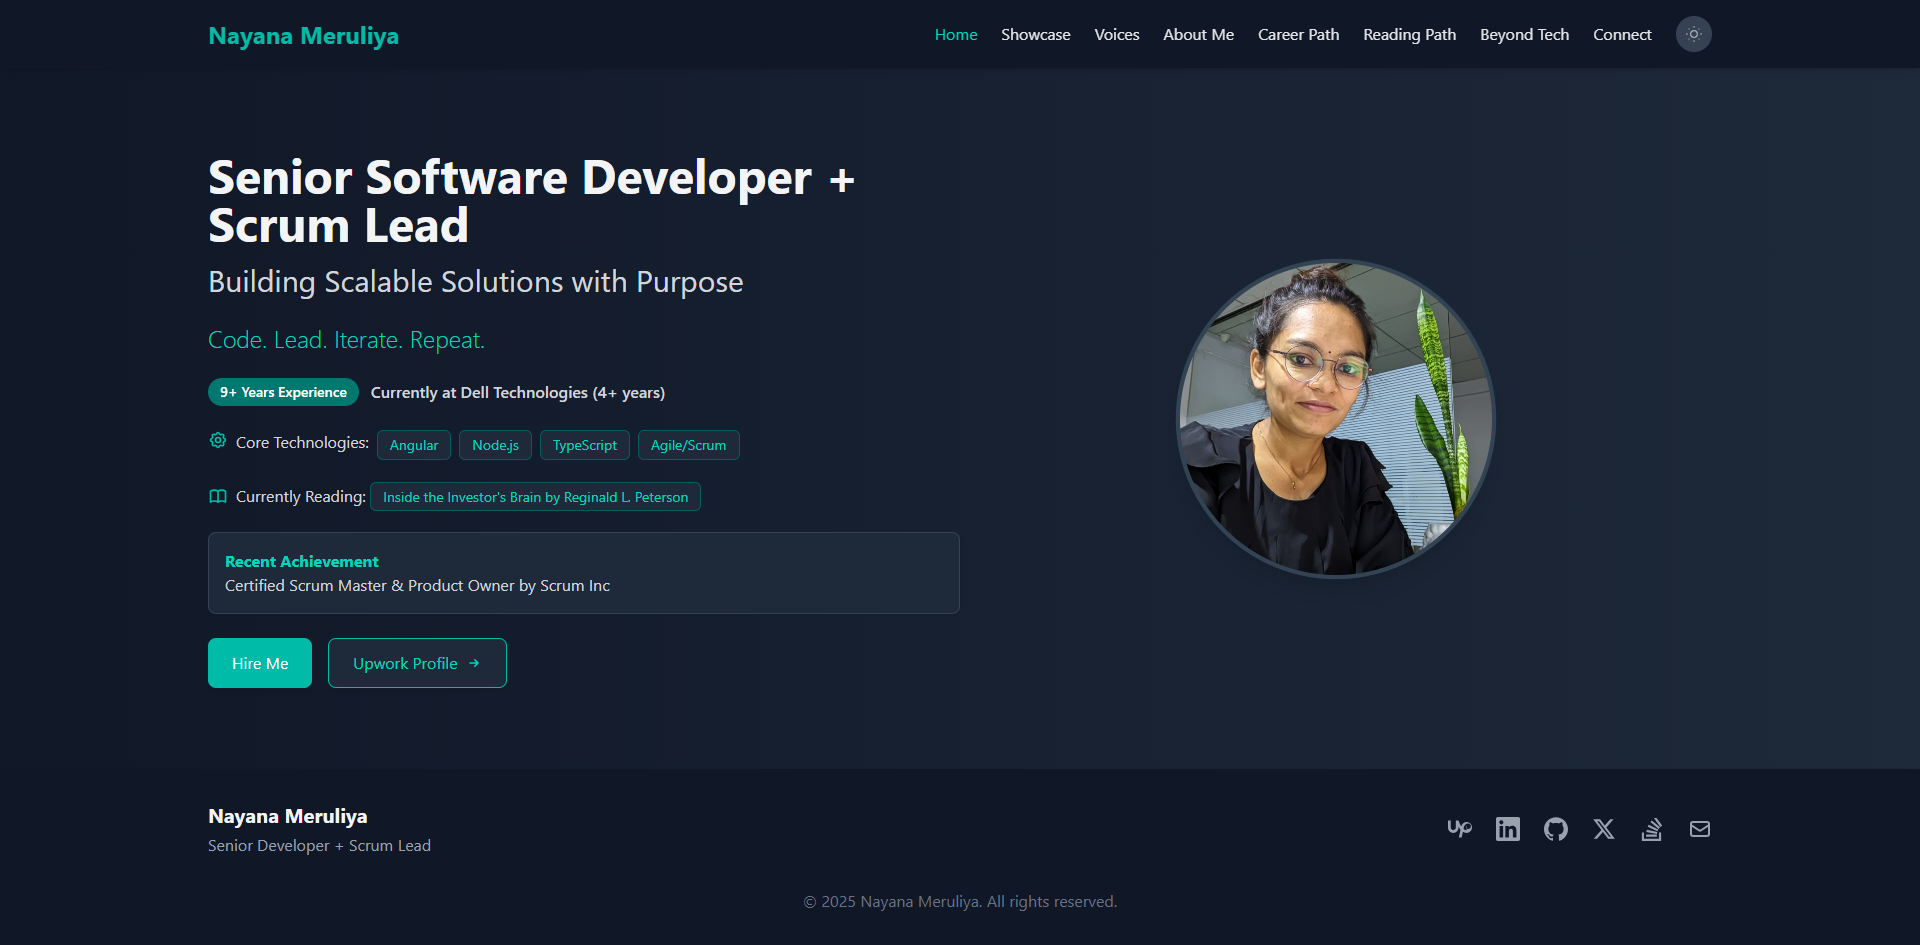 Nayana Meruliya
Home
Showcase
Voices
About Me
Career Path
Reading Path
Beyond Tech
Connect
Senior Software Developer +
Scrum Lead
Building Scalable Solutions with Purpose
Code. Lead. Iterate. Repeat.
9+ Years Experience
Currently at Dell Technologies (4+ years)
Core Technologies:
Angular
Node.js
TypeScript
Agile/Scrum
Currently Reading:
Inside the Investor's Brain by Reginald L. Peterson
Recent Achievement
Certified Scrum Master & Product Owner by Scrum Inc
Hire Me
Upwork Profile →
Nayana Meruliya
Senior Developer + Scrum Lead
Up
in
X
© 2025 Nayana Meruliya. All rights reserved.